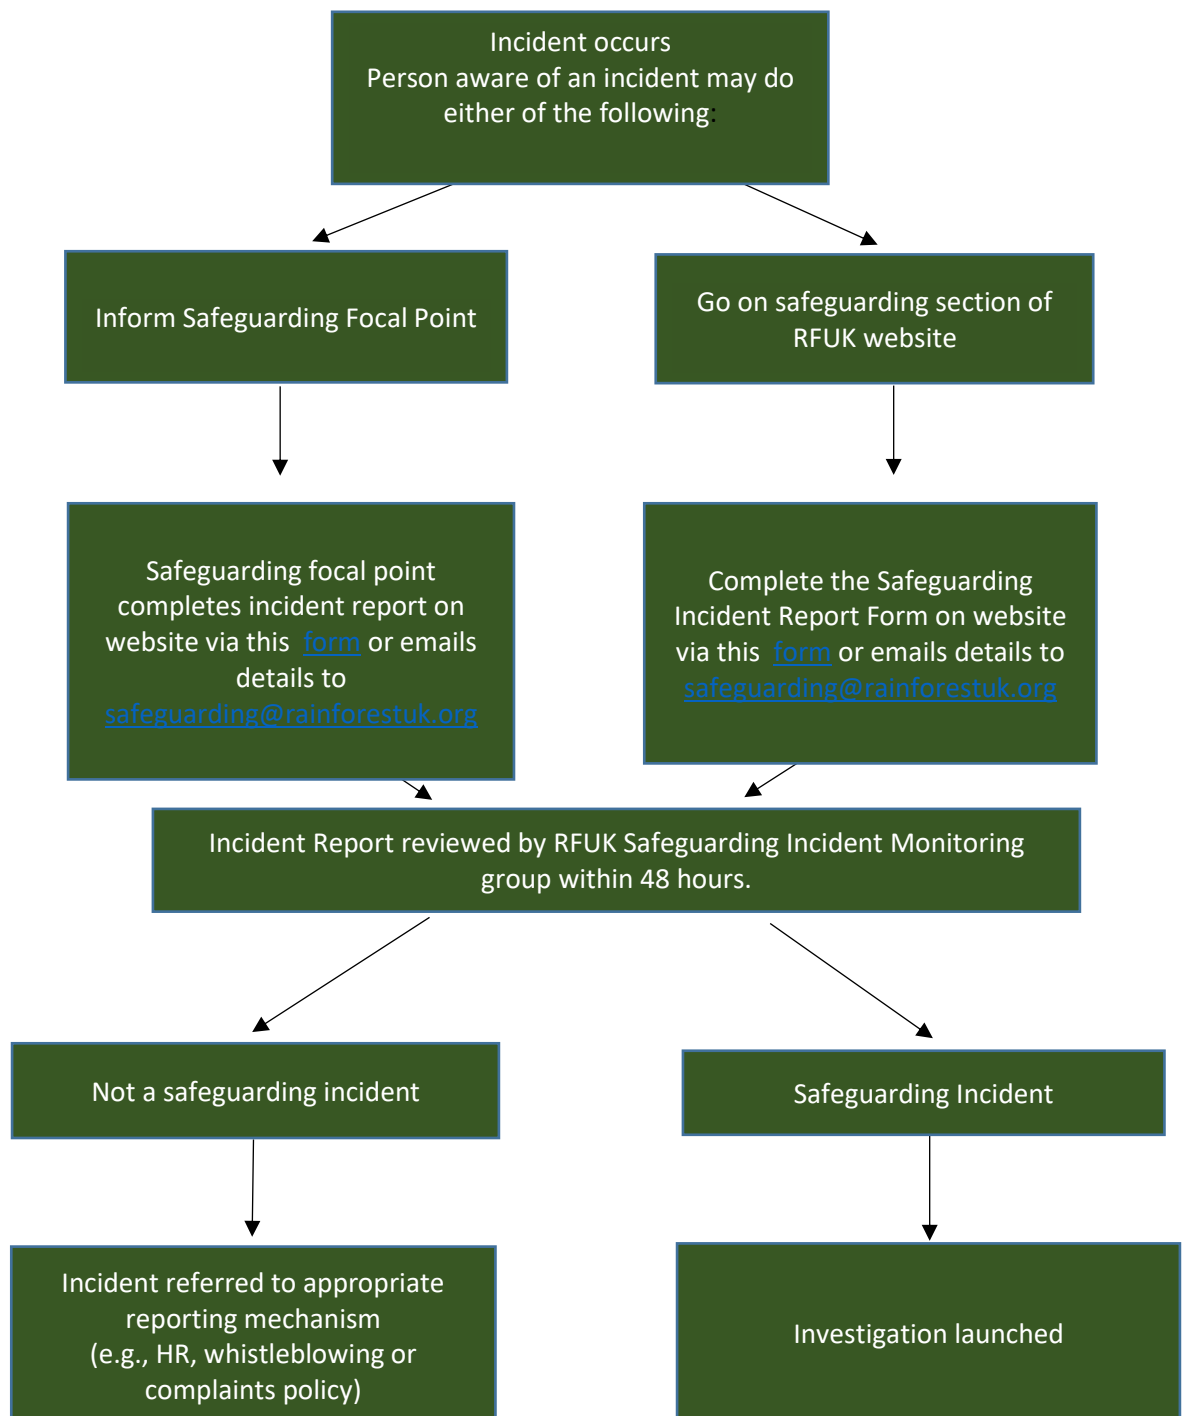 Incident occurs
Person aware of an incident may do
either of the following:
Inform Safeguarding Focal Point
Go on safeguarding section of
RFUK website
Safeguarding focal point
completes incident report on
website via this form or emails
details to
safeguarding@rainforestuk.org
Complete the Safeguarding
Incident Report Form on website
via this form or emails details to
safeguarding@rainforestuk.org
Incident Report reviewed by RFUK Safeguarding Incident Monitoring
group within 48 hours.
Not a safeguarding incident
Safeguarding Incident
Incident referred to appropriate
reporting mechanism
(e.g., HR, whistleblowing or
complaints policy)
Investigation launched